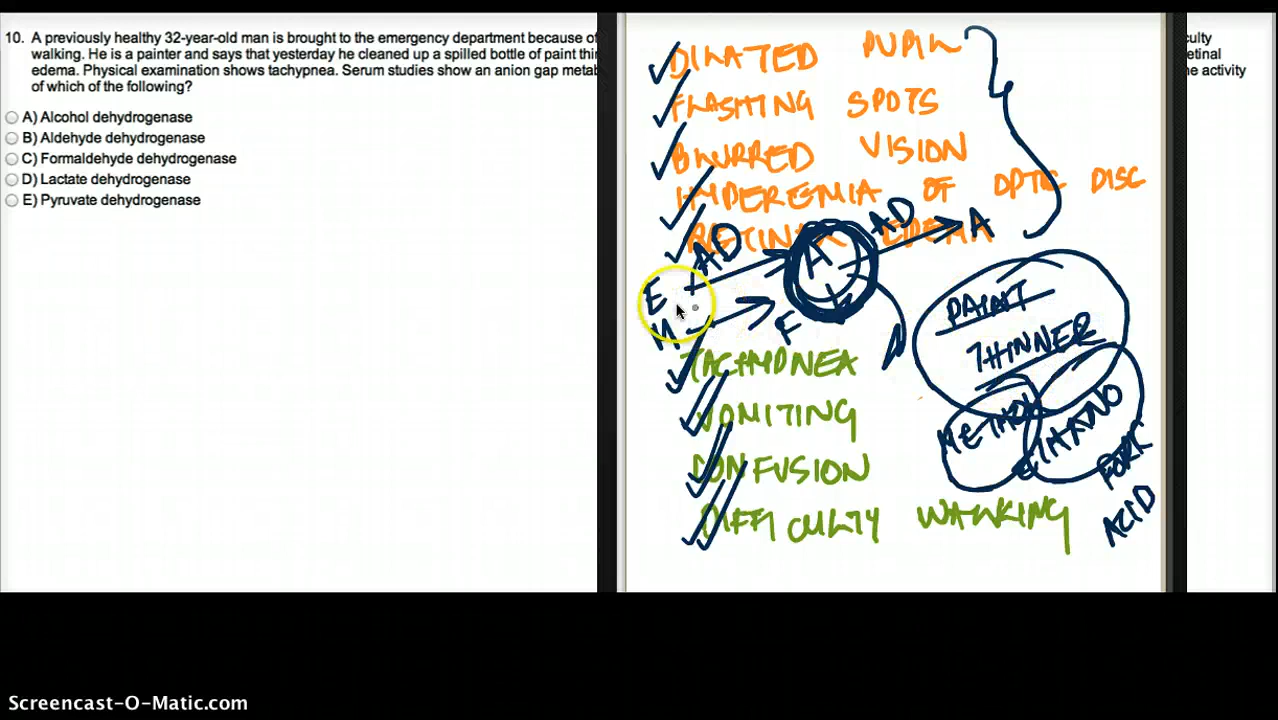 10. A previously healthy 32-year-old man is brought to the emergency department because of
walking. He is a painter and says that yesterday he cleaned up a spilled bottle of paint thin
edema. Physical examination shows tachypnea. Serum studies show an anion gap metab
of which of the following?
A) Alcohol dehydrogenase
B) Aldehyde dehydrogenase
C) Formaldehyde dehydrogenase
D) Lactate dehydrogenase
E) Pyruvate dehydrogenase
culty
etinal
e activity
DILATED PUPIL
FLASHING SPOTS
BLURRED VISION
HYPEREMIA OF OPTIC DISC
RETINAL EDEMA
AD
AD
A
A
E
M
F
PAINT
THINNER
METHANOL
FORMIC
ACID
TACHYPNEA
VOMITING
CONFUSION
DIFFICULTY WALKING
Screencast-O-Matic.com